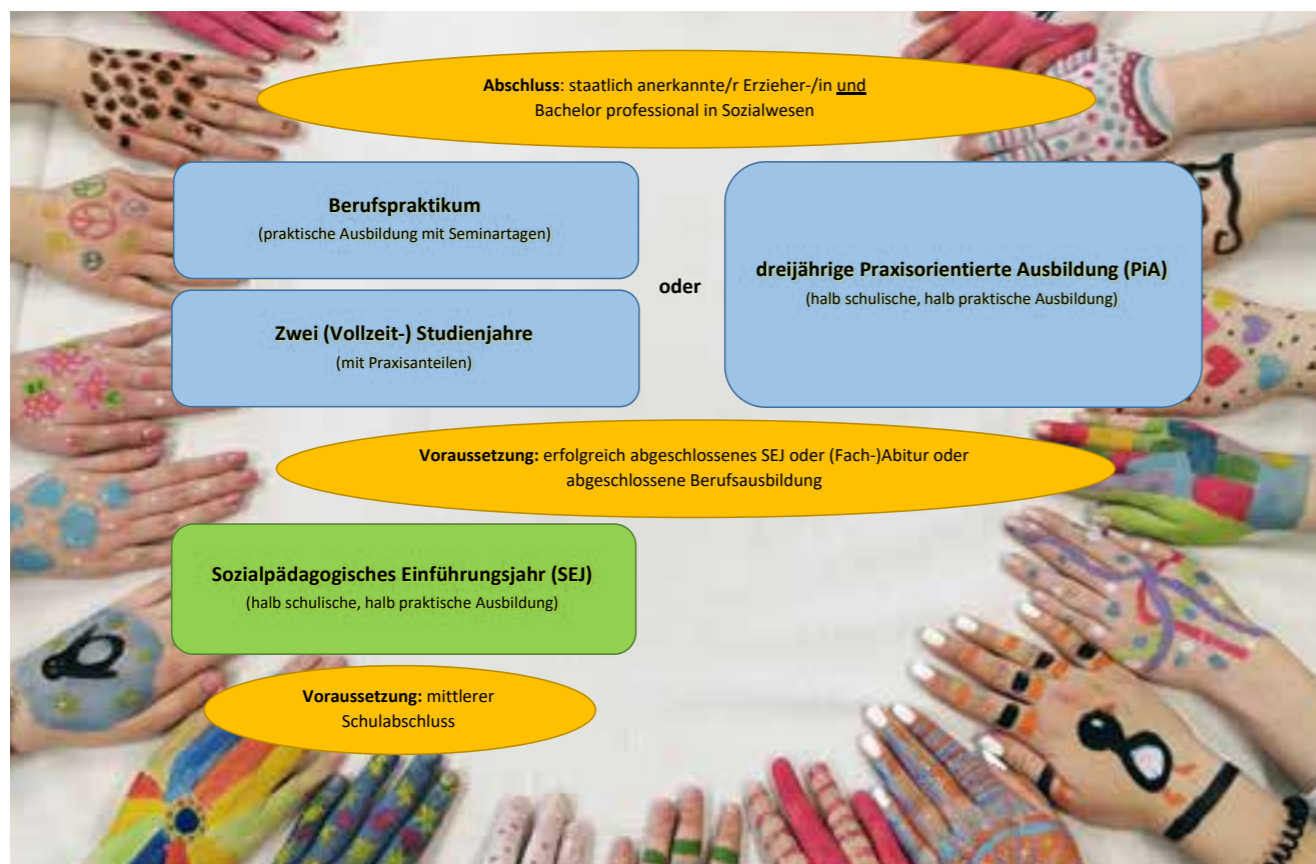 Abschluss: staatlich anerkannte/r Erzieher-/in und
Bachelor professional in Sozialwesen
Berufspraktikum
(praktische Ausbildung mit Seminartagen)
Zwei (Vollzeit-) Studienjahre
(mit Praxisanteilen)
oder
dreijährige Praxisorientierte Ausbildung (PiA)
(halb schulische, halb praktische Ausbildung)
Voraussetzung: erfolgreich abgeschlossenes SEJ oder (Fach-)Abitur oder
abgeschlossene Berufsausbildung
Sozialpädagogisches Einführungsjahr (SEJ)
(halb schulische, halb praktische Ausbildung)
Voraussetzung: mittlerer
Schulabschluss